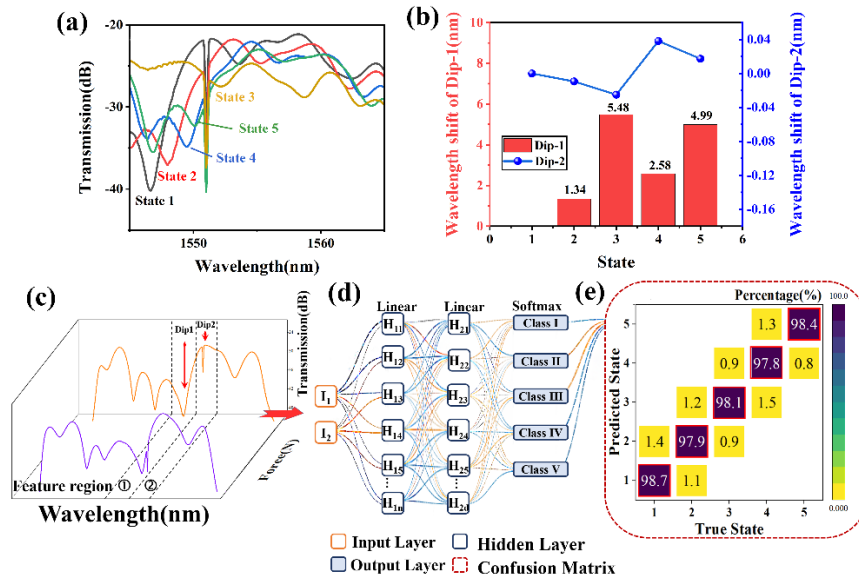 (a)
-20
-30
-40
Transmission(dB)
State 3
State 5
State 4
State 2
State 1
1550
1560
Wavelength(nm)
(b)
10
8
6
4
2
0
Wavelength shift of Dip-1(nm)
Dip-1
Dip-2
1.34
5.48
2.58
4.99
0.04
0.00
-0.04
-0.08
-0.12
-0.16
Wavelength shift of Dip-2(nm)
0 1 2 3 4 5 6
State
(c)
Dip1
Dip2
Transmission(dB)
Force(N)
Feature region ① ②
Wavelength(nm)
(d)
Linear Linear Softmax
I1
I2
H11
H12
H13
H14
H15
H1n
H21
H22
H23
H24
H25
Class I
Class II
Class III
Class IV
Class V
(e)
Percentage(%)
100.0
0.000
Predicted State
5
4
3
2
1
1.3 98.4
0.9 97.8 0.8
1.2 98.1 1.5
1.4 97.9 0.9
98.7 1.1
1 2 3 4 5
True State
Input Layer
Hidden Layer
Output Layer
Confusion Matrix